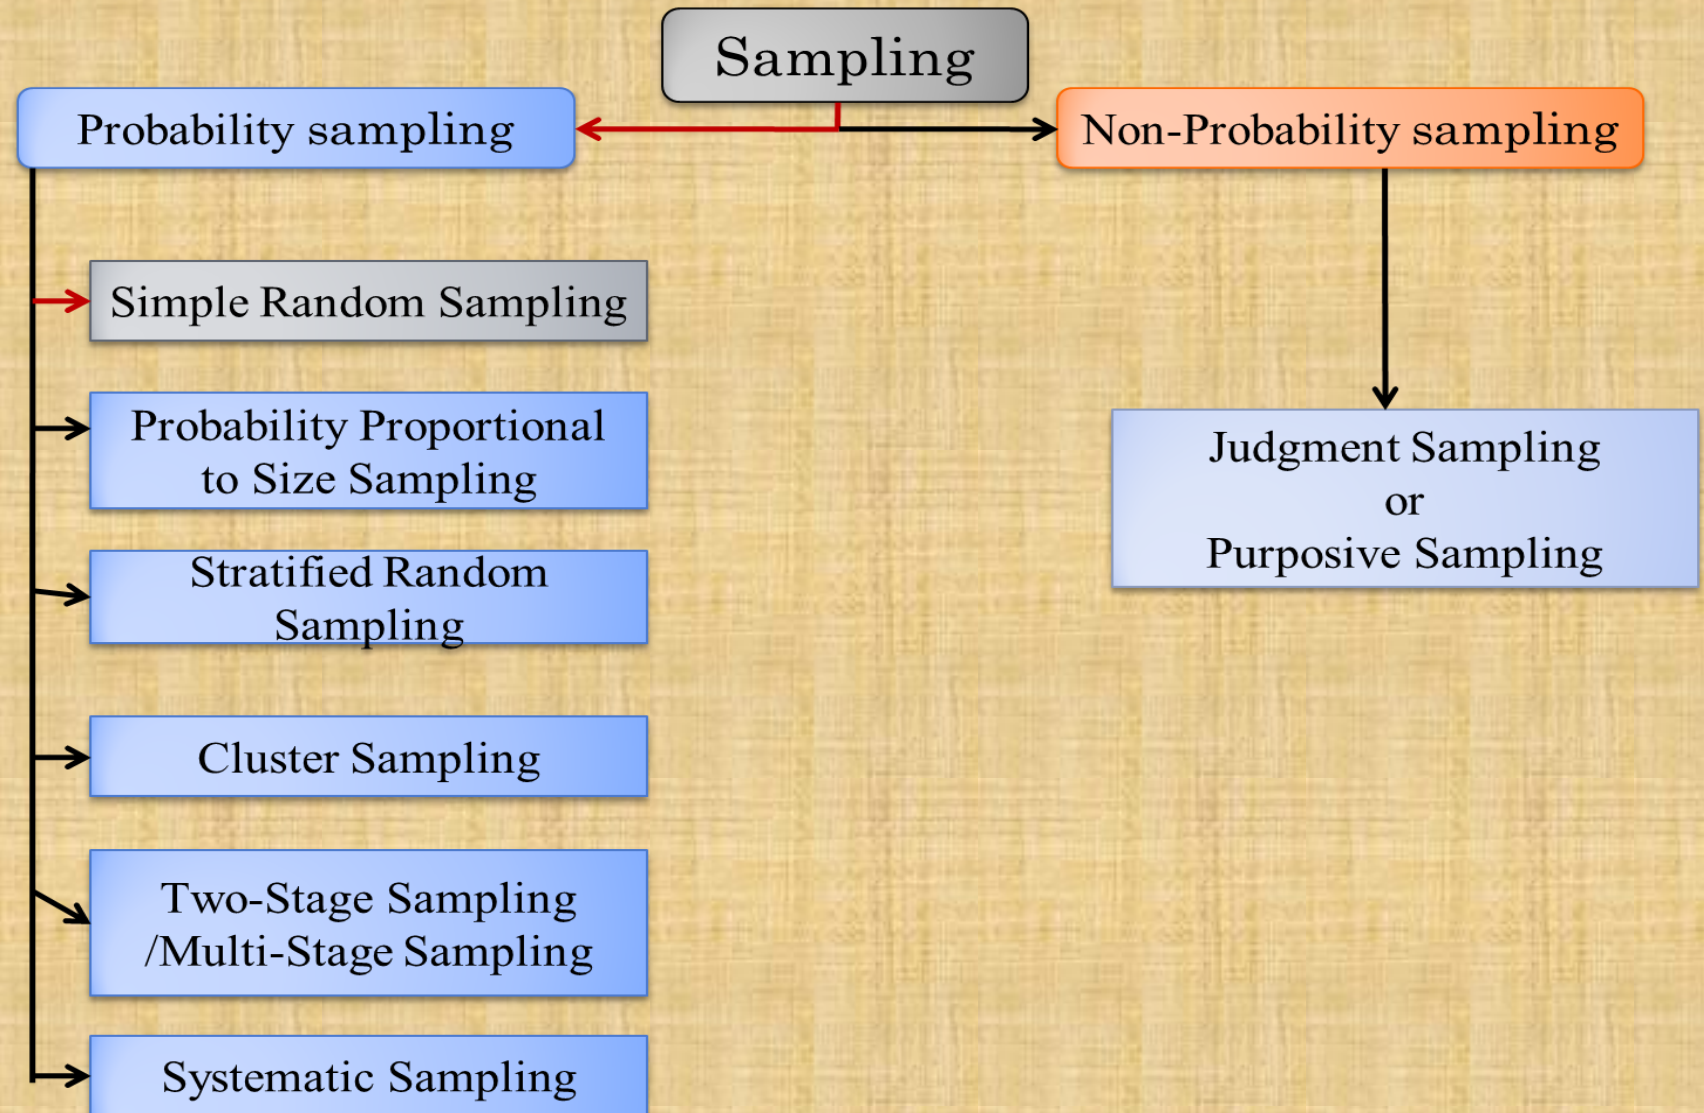 Sampling
Probability sampling
Non-Probability sampling
Simple Random Sampling
Probability Proportional
to Size Sampling
Stratified Random
Sampling
Cluster Sampling
Two-Stage Sampling
/Multi-Stage Sampling
Systematic Sampling
Judgment Sampling
or
Purposive Sampling